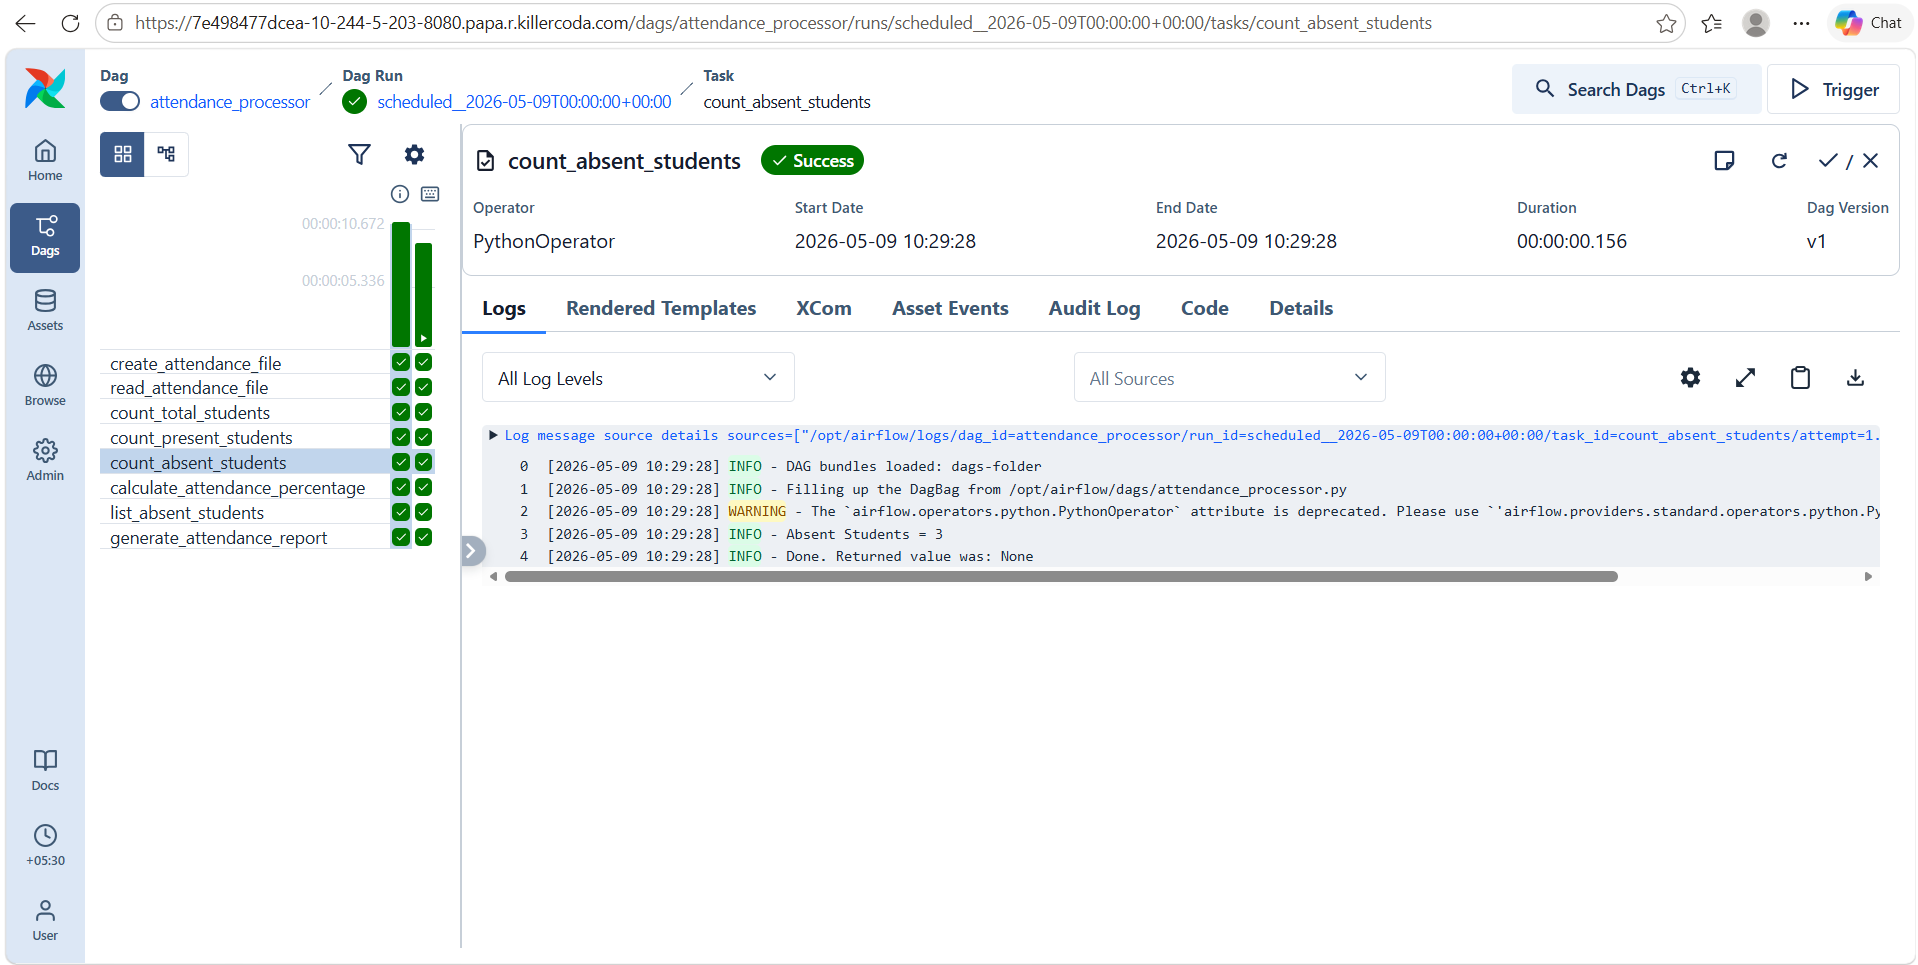 https://7e498477dcea-10-244-5-203-8080.papa.r.killercoda.com/dags/attendance_processor/runs/scheduled__2026-05-09T00:00:00+00:00/tasks/count_absent_students
Chat
Dag
attendance_processor
Dag Run
scheduled__2026-05-09T00:00:00+00:00
Task
count_absent_students
Search Dags Ctrl+K
Trigger
Home
Dags
Assets
Browse
Admin
Docs
+05:30
User
00:00:10.672
00:00:05.336
create_attendance_file
read_attendance_file
count_total_students
count_present_students
count_absent_students
calculate_attendance_percentage
list_absent_students
generate_attendance_report
count_absent_students Success
/
Operator Start Date End Date Duration Dag Version
PythonOperator 2026-05-09 10:29:28 2026-05-09 10:29:28 00:00:00.156 v1
Logs Rendered Templates XCom Asset Events Audit Log Code Details
All Log Levels All Sources
Log message source details sources=["/opt/airflow/logs/dag_id=attendance_processor/run_id=scheduled__2026-05-09T00:00:00+00:00/task_id=count_absent_students/attempt=1.
0 [2026-05-09 10:29:28] INFO - DAG bundles loaded: dags-folder
1 [2026-05-09 10:29:28] INFO - Filling up the DagBag from /opt/airflow/dags/attendance_processor.py
2 [2026-05-09 10:29:28] WARNING - The `airflow.operators.python.PythonOperator` attribute is deprecated. Please use `'airflow.providers.standard.operators.python.Py
3 [2026-05-09 10:29:28] INFO - Absent Students = 3
4 [2026-05-09 10:29:28] INFO - Done. Returned value was: None